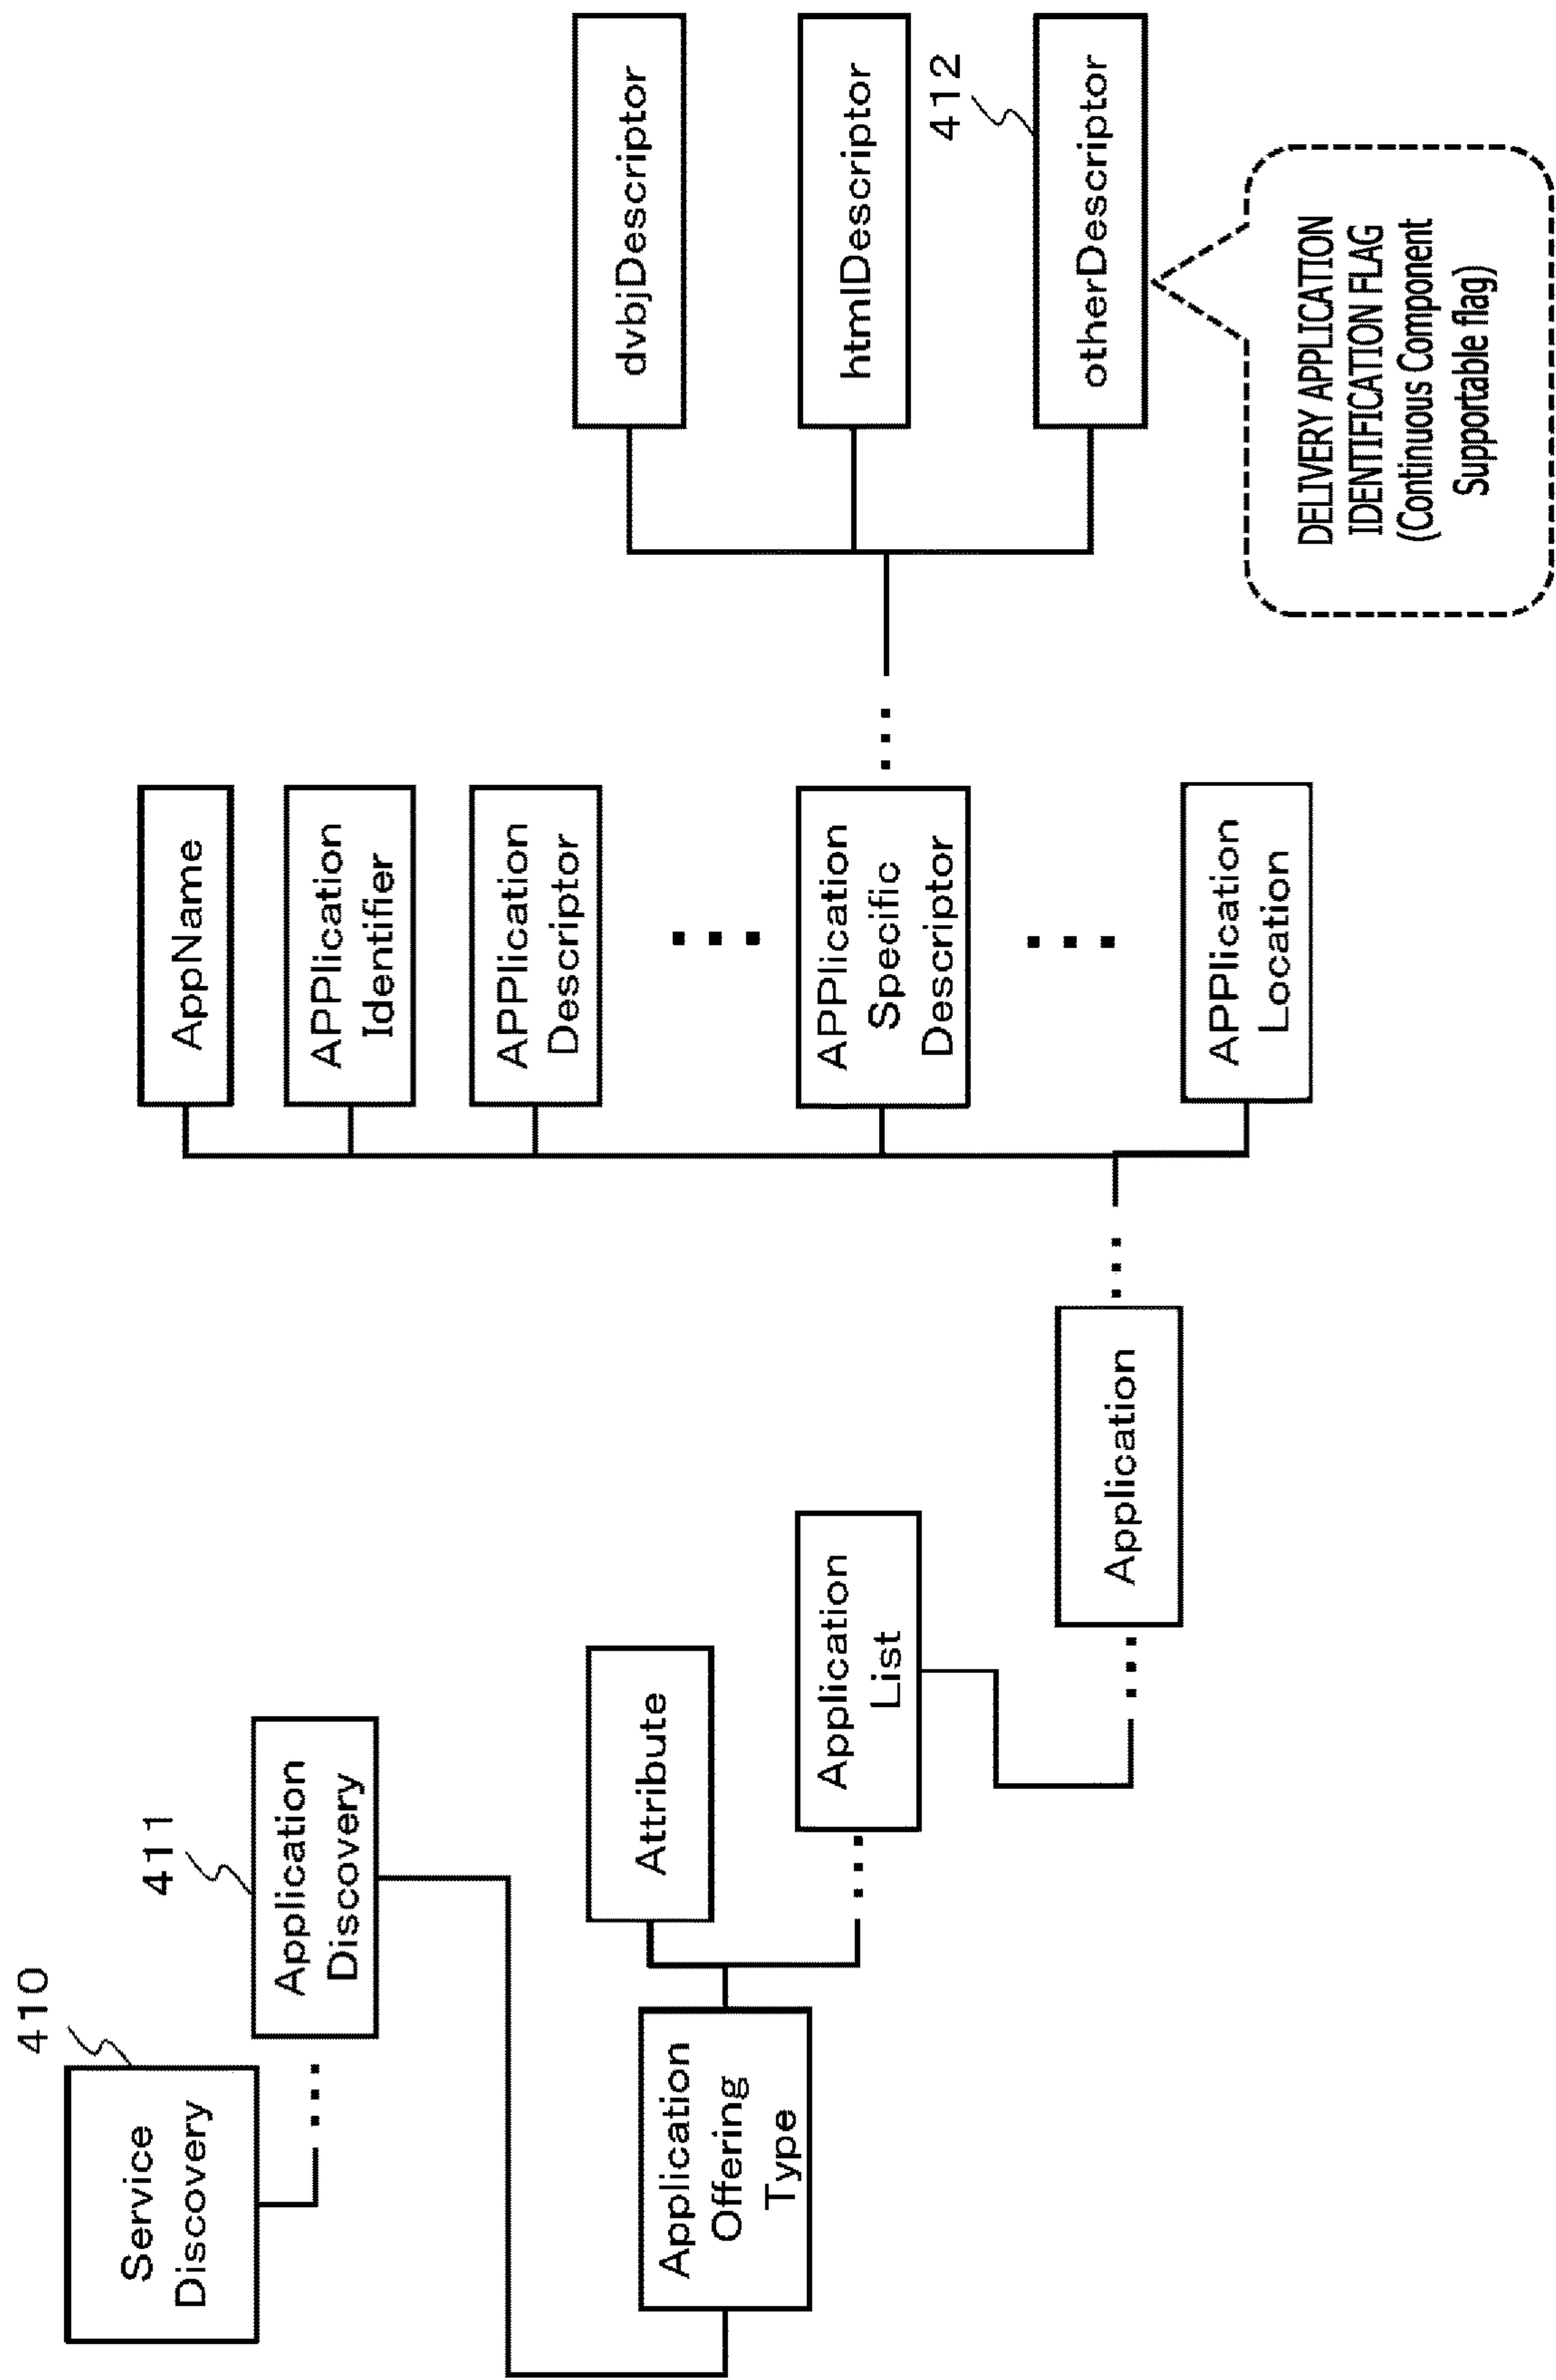 410
Service
Discovery
411
Application
Discovery
Application
Offering
Type
Attribute
Application
List
Application
AppName
APPlication
Identifier
APPlication
Descriptor
APPlication
Specific
Descriptor
APPlication
Location
dvbjDescriptor
htmlDescriptor
412
otherDescriptor
DELIVERY APPLICATION
IDENTIFICATION FLAG
(Continuous Component
Supportable flag)